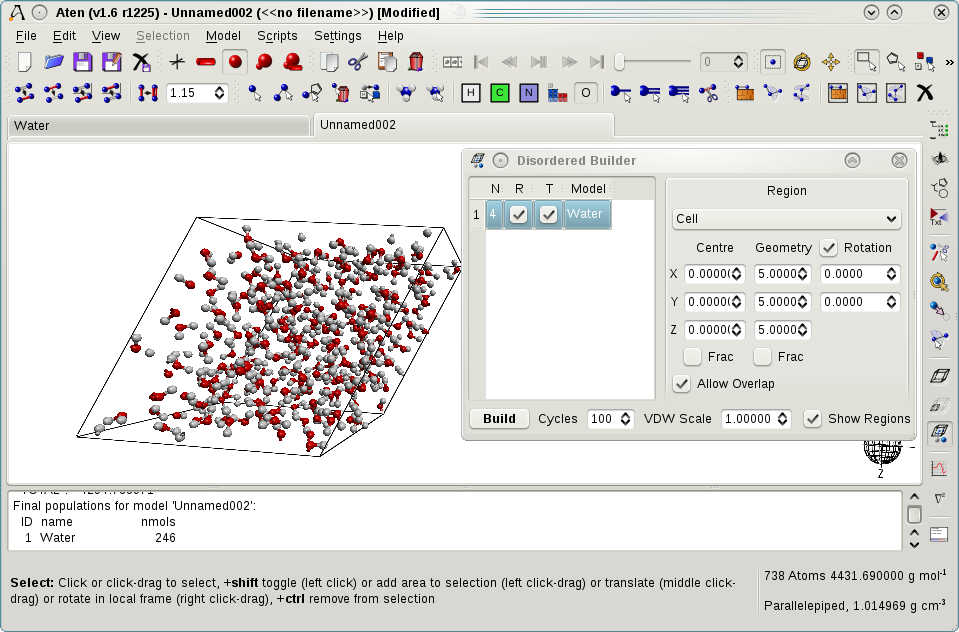 Aten (v1.6 r1225) - Unnamed002 (<<no filename>>) [Modified]
File Edit View Selection Model Scripts Settings Help
0
»
1.15
H C N O
Water
Unnamed002
Disordered Builder
N R T Model
1 4 Water
Region
Cell
Centre Geometry Rotation
X 0.0000 5.0000 0.0000
Y 0.0000 5.0000 0.0000
Z 0.0000 5.0000
Frac Frac
Allow Overlap
Build Cycles 100 VDW Scale 1.00000 Show Regions
Txt
Z
Final populations for model 'Unnamed002':
ID name nmols
1 Water 246
Select: Click or click-drag to select, +shift toggle (left click) or add area to selection (left click-drag) or translate (middle click-
drag) or rotate in local frame (right click-drag), +ctrl remove from selection
738 Atoms 4431.690000 g mol⁻¹
Parallelepiped, 1.014969 g cm⁻³